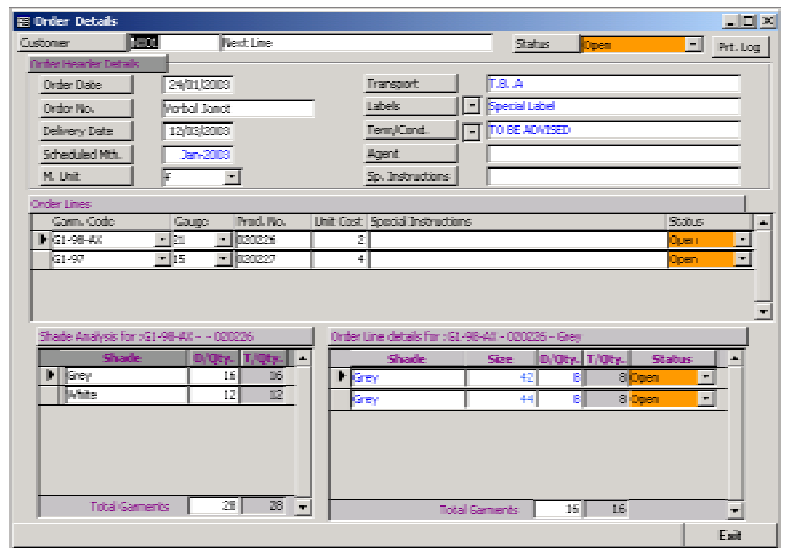 Order Details
Customer NE01 Next Line Status Open Prt. Log
Order Header Details
Order Date 24/01/2003 Transport T.B. .A
Order No. Verbal Jamot Labels Special Label
Delivery Date 12/03/2003 Term/Cond.. TO BE ADVISED
Scheduled Mth. Jan-2003 Agent
M. Unit # Sp. Instructions
Order Lines
Garm. Code Gauge Prod. No. Unit Cost Special Instructions Status
G1-98-AX 21 020226 2 Open
G1-97 15 020227 4 Open
Shade Analysis for :G1-98-AX - - 020226
Shade O/Qty. T/Qty.
Grey 16 16
White 12 12
Total Garments 28 28
Order Line details for :G1-98-AX - 020226 - Grey
Shade Size O/Qty. T/Qty. Status
Grey 42 8 8 Open
Grey 44 8 8 Open
Total Garments 16 16
Exit